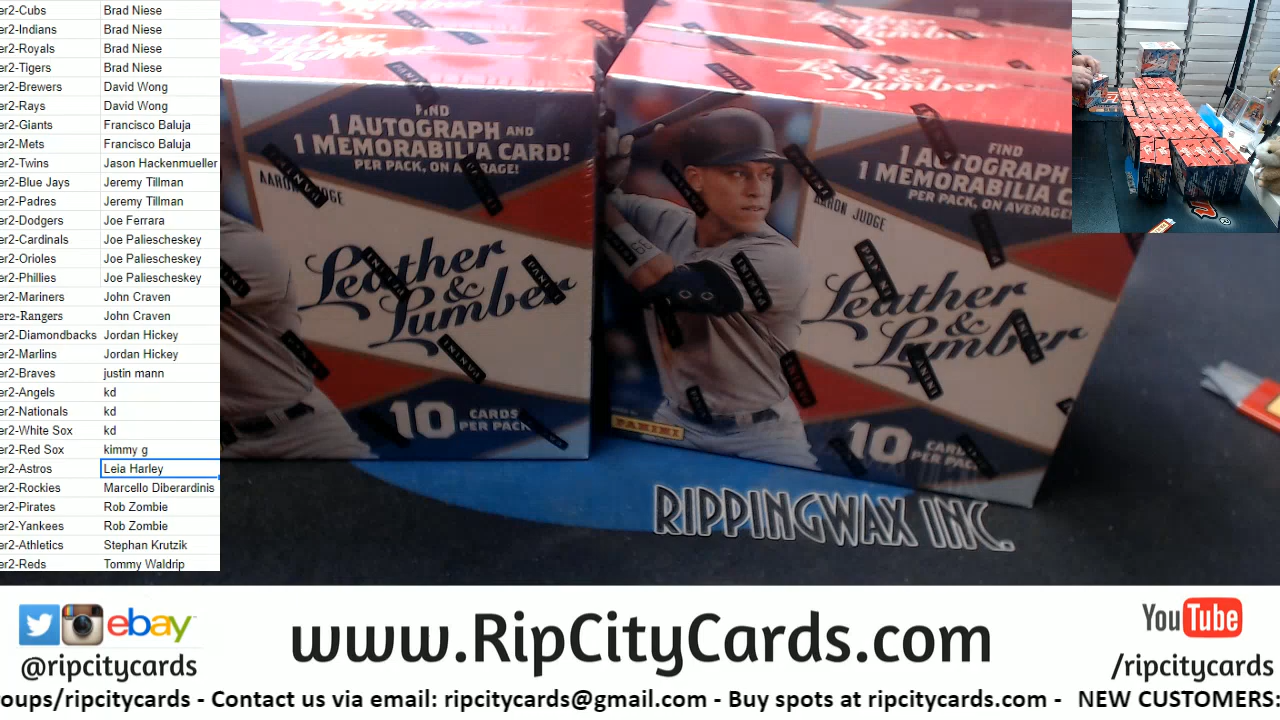 er2-Cubs Brad Niese
er2-Indians Brad Niese
er2-Royals Brad Niese
er2-Tigers Brad Niese
er2-Brewers David Wong
er2-Rays David Wong
er2-Giants Francisco Baluja
er2-Mets Francisco Baluja
er2-Twins Jason Hackenmueller
er2-Blue Jays Jeremy Tillman
er2-Padres Jeremy Tillman
er2-Dodgers Joe Ferrara
er2-Cardinals Joe Paliescheskey
er2-Orioles Joe Paliescheskey
er2-Phillies Joe Paliescheskey
er2-Mariners John Craven
er2-Rangers John Craven
er2-Diamondbacks Jordan Hickey
er2-Marlins Jordan Hickey
er2-Braves justin mann
er2-Angels kd
er2-Nationals kd
er2-White Sox kd
er2-Red Sox kimmy g
er2-Astros Leia Harley
er2-Rockies Marcello Diberardinis
er2-Pirates Rob Zombie
er2-Yankees Rob Zombie
er2-Athletics Stephan Krutzik
er2-Reds Tommy Waldrip
Leather &
Lumber
FIND
1 AUTOGRAPH AND
1 MEMORABILIA CARD!
PER PACK, ON AVERAGE!
AARON JUDGE
Leather
& Lumber
10 CARDS
PER PACK
PANINI
Leather &
Lumber
FIND
1 AUTOGRAPH
1 MEMORABILIA C
PER PACK, ON AVERAGE
AARON JUDGE
Leather
& Lumber
PANINI
10 CARDS
PER PACK
RIPPINGWAX INC.
ebay
@ripcitycards
www.RipCityCards.com
YouTube
/ripcitycards
roups/ripcitycards - Contact us via email: ripcitycards@gmail.com - Buy spots at ripcitycards.com - NEW CUSTOMERS: